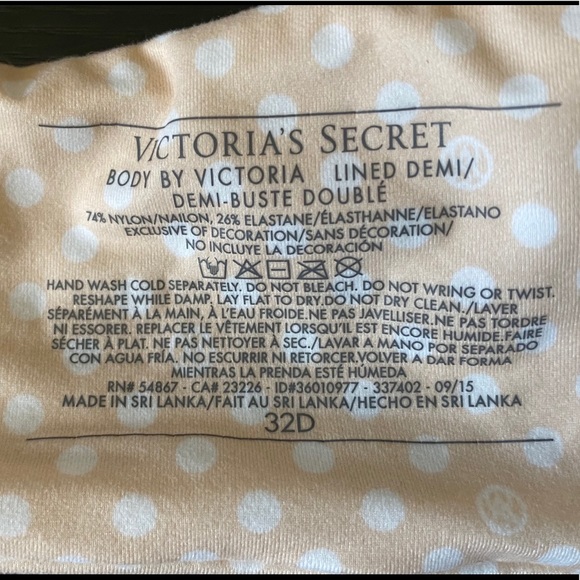 VICTORIA'S SECRET
BODY BY VICTORIA LINED DEMI/
DEMI-BUSTE DOUBLÉ
74% NYLON/NAILON, 26% ELASTANE/ÉLASTHANNE/ELASTANO
EXCLUSIVE OF DECORATION/SANS DÉCORATION/
NO INCLUYE LA DECORACIÓN
HAND WASH COLD SEPARATELY. DO NOT BLEACH. DO NOT WRING OR TWIST.
RESHAPE WHILE DAMP. LAY FLAT TO DRY.DO NOT DRY CLEAN./LAVER
SÉPARÉMENT À LA MAIN, À L'EAU FROIDE.NE PAS JAVELLISER.NE PAS TORDRE
NI ESSORER. REPLACER LE VÊTEMENT LORSQU'IL EST ENCORE HUMIDE.FAIRE
SÉCHER À PLAT. NE PAS NETTOYER À SEC./LAVAR A MANO POR SEPARADO
CON AGUA FRÍA. NO ESCURRIR NI RETORCER.VOLVER A DAR FORMA
MIENTRAS LA PRENDA ESTÉ HÚMEDA
RN# 54867 - CA# 23226 - ID#36010977 - 337402 - 09/15
MADE IN SRI LANKA/FAIT AU SRI LANKA/HECHO EN SRI LANKA
32D